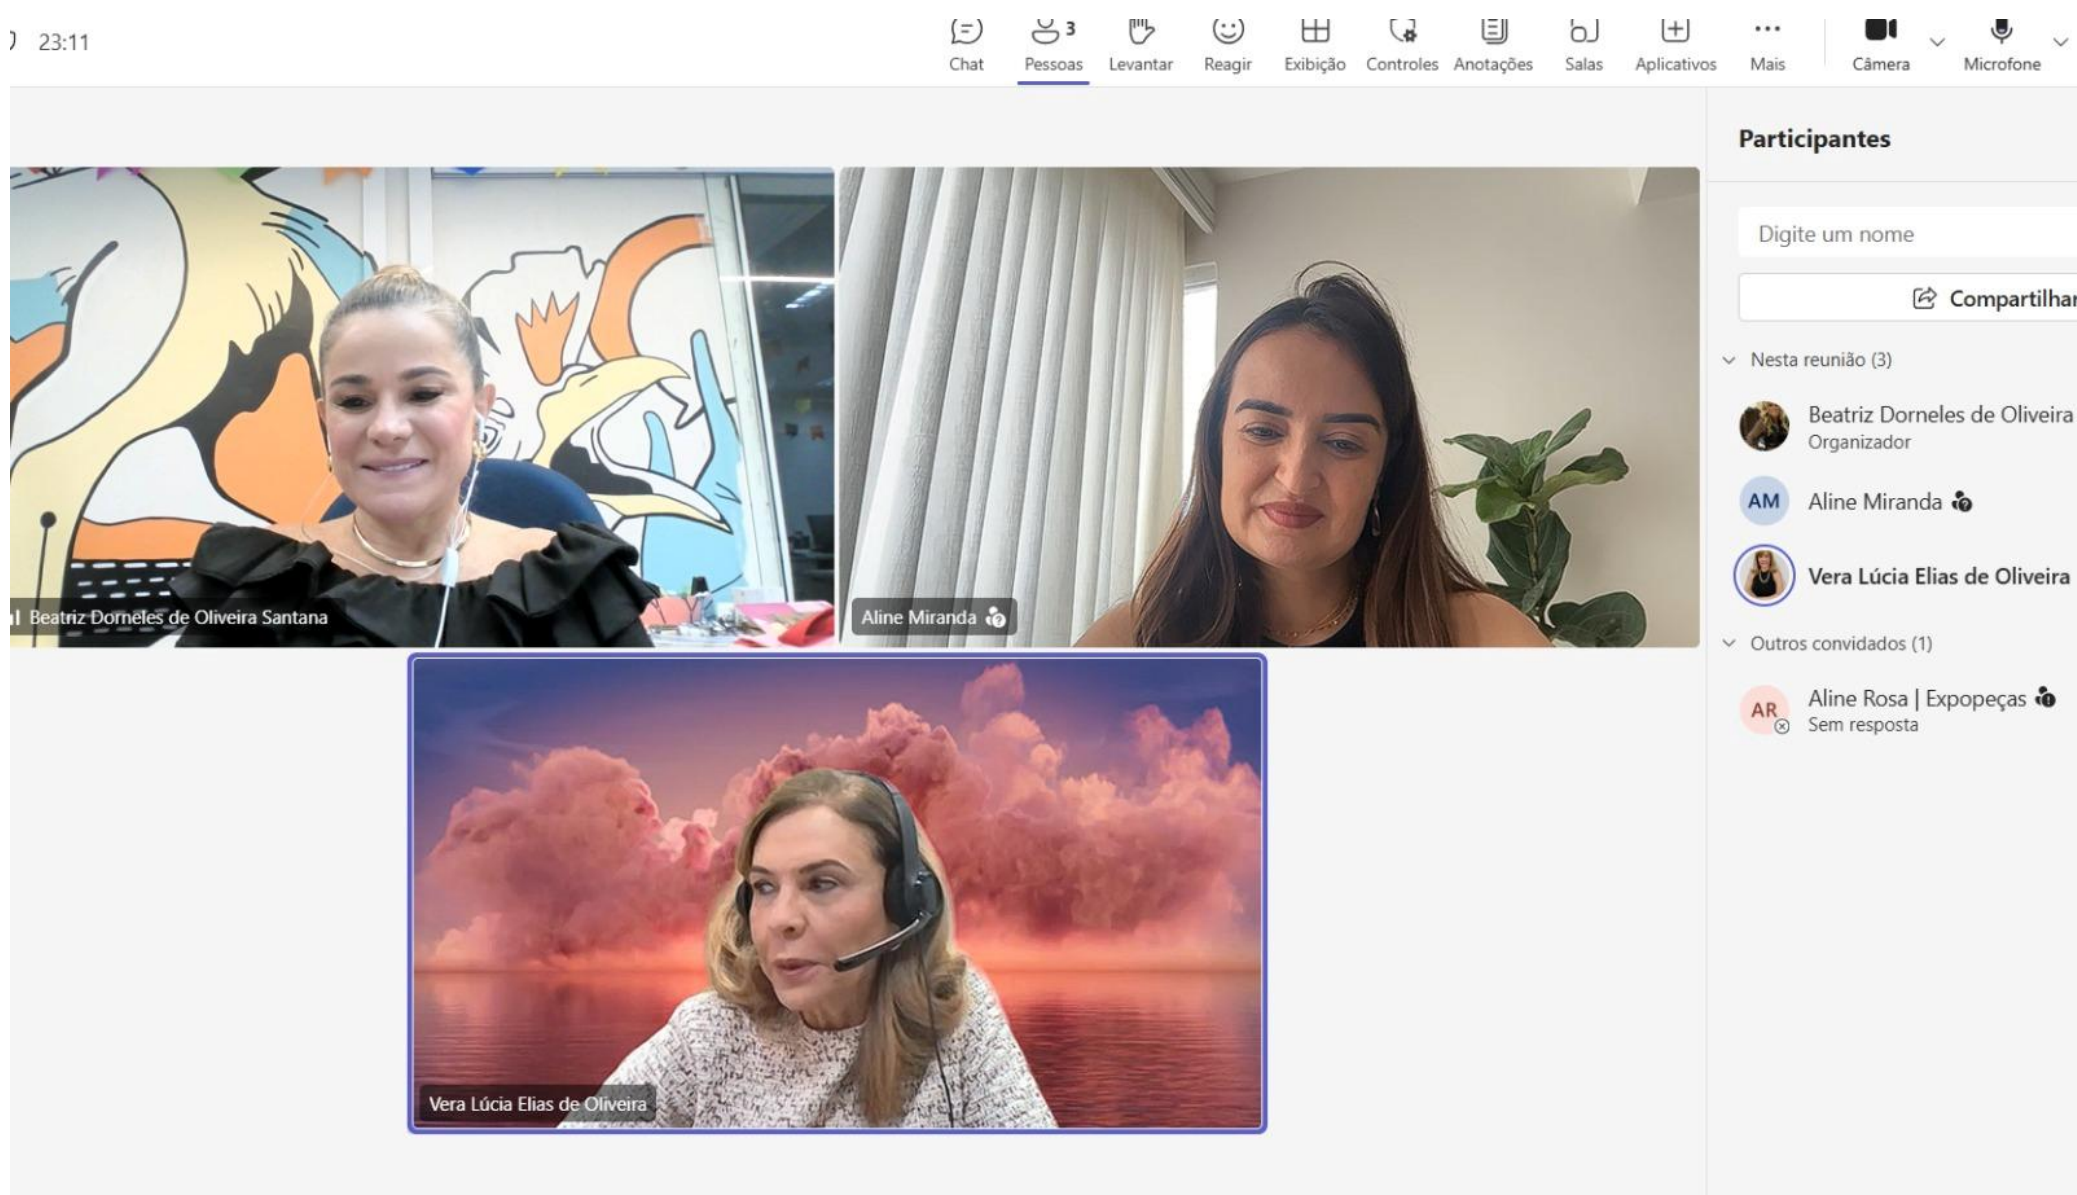 23:11
3
Chat
Pessoas
Levantar
Reagir
Exibição
Controles
Anotações
Salas
Aplicativos
Mais
Câmera
Microfone
Participantes
Digite um nome
Compartilhar
Nesta reunião (3)
Beatriz Dorneles de Oliveira
Organizador
AM
Aline Miranda
Vera Lúcia Elias de Oliveira
Outros convidados (1)
AR
Aline Rosa | Expopeças
Sem resposta
Beatriz Dorneles de Oliveira Santana
Aline Miranda
Vera Lúcia Elias de Oliveira